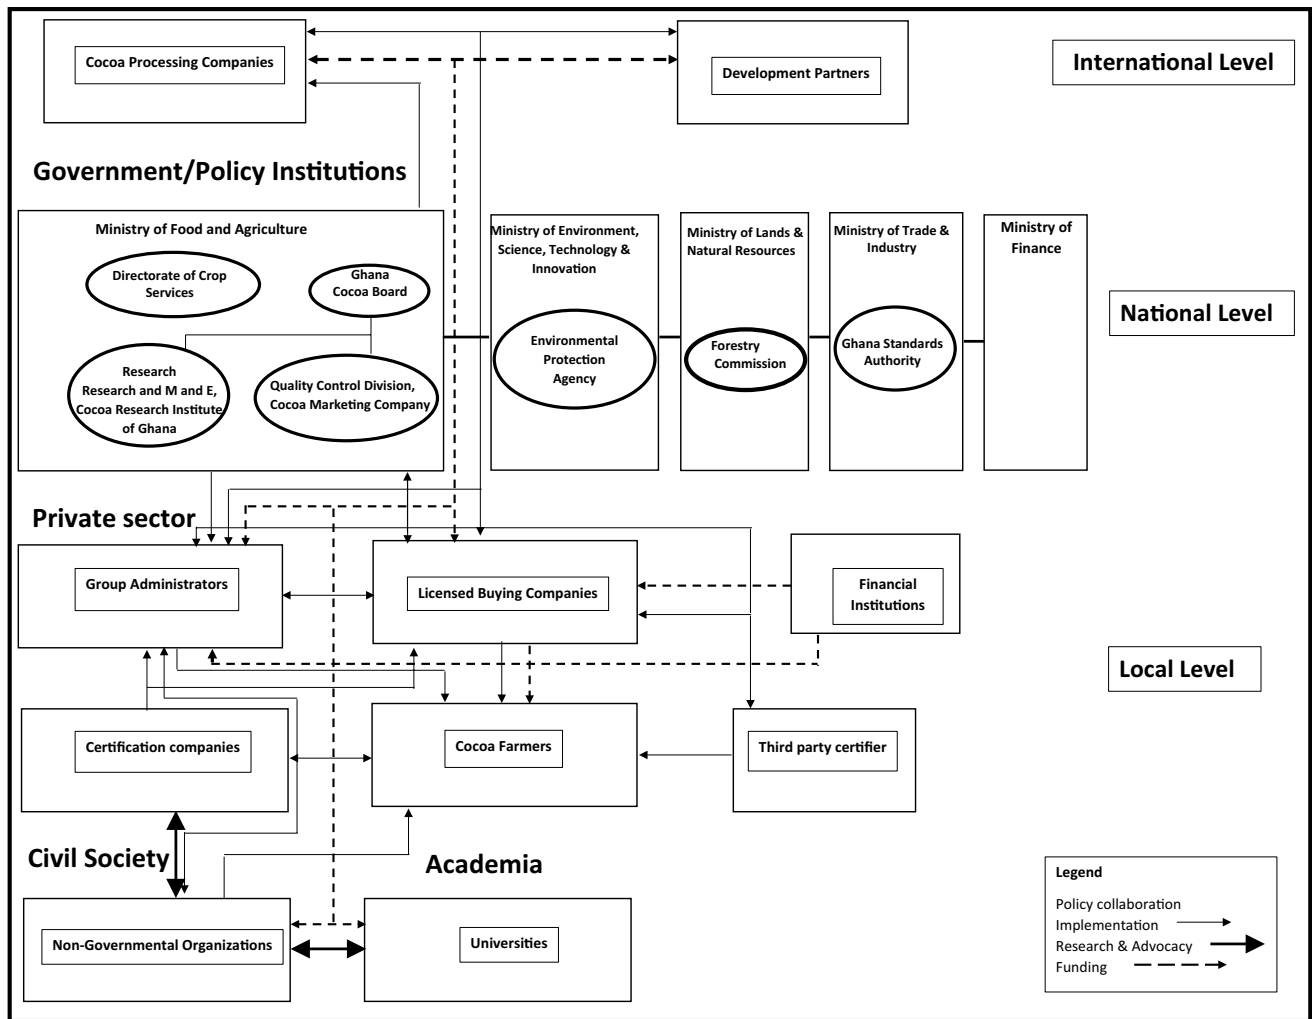 Cocoa Processing Companies
Development Partners
International Level
Government/Policy Institutions
Ministry of Food and Agriculture
Directorate of Crop
Services
Ghana
Cocoa Board
Research
Research and M and E,
Cocoa Research Institute
of Ghana
Quality Control Division,
Cocoa Marketing Company
Ministry of Environment,
Science, Technology &
Innovation
Environmental
Protection
Agency
Ministry of Lands &
Natural Resources
Forestry
Commission
Ministry of Trade &
Industry
Ghana Standards
Authority
Ministry of
Finance
National Level
Private sector
Group Administrators
Licensed Buying Companies
Financial
Institutions
Local Level
Certification companies
Cocoa Farmers
Third party certifier
Civil Society
Academia
Non-Governmental Organizations
Universities
Legend
Policy collaboration
Implementation
Research & Advocacy
Funding